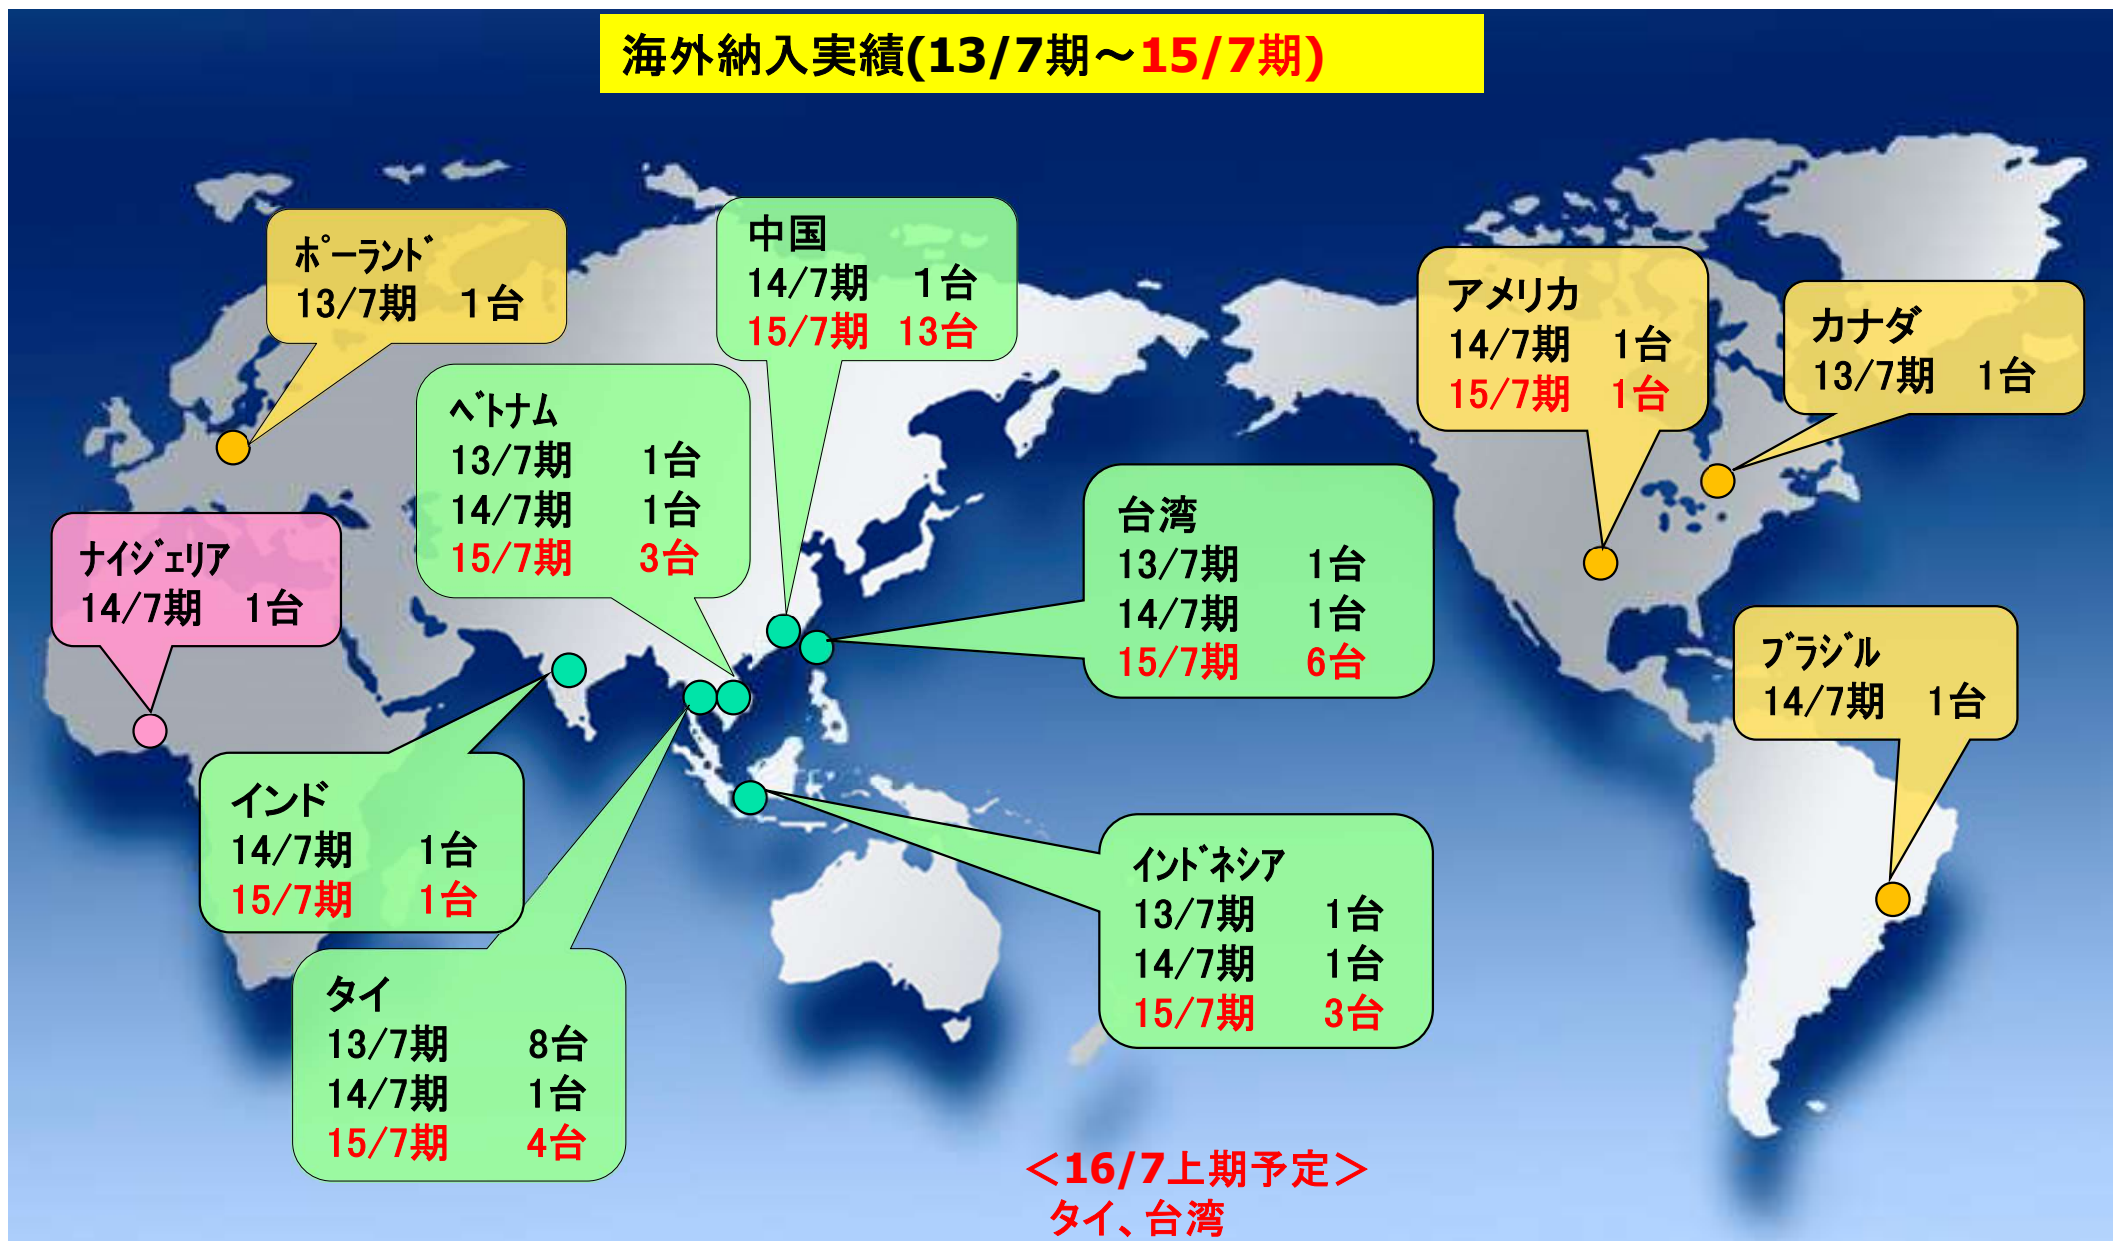 海外納入実績(13/7期～15/7期)
ﾎﾟｰﾗﾝﾄﾞ
13/7期 1台
中国
14/7期 1台
15/7期 13台
アメリカ
14/7期 1台
15/7期 1台
カナダ
13/7期 1台
ﾍﾞﾄﾅﾑ
13/7期 1台
14/7期 1台
15/7期 3台
ﾅｲｼﾞｪﾘｱ
14/7期 1台
台湾
13/7期 1台
14/7期 1台
15/7期 6台
ﾌﾞﾗｼﾞﾙ
14/7期 1台
インド
14/7期 1台
15/7期 1台
ｲﾝﾄﾞﾈｼｱ
13/7期 1台
14/7期 1台
15/7期 3台
タイ
13/7期 8台
14/7期 1台
15/7期 4台
＜16/7上期予定＞
タイ、台湾